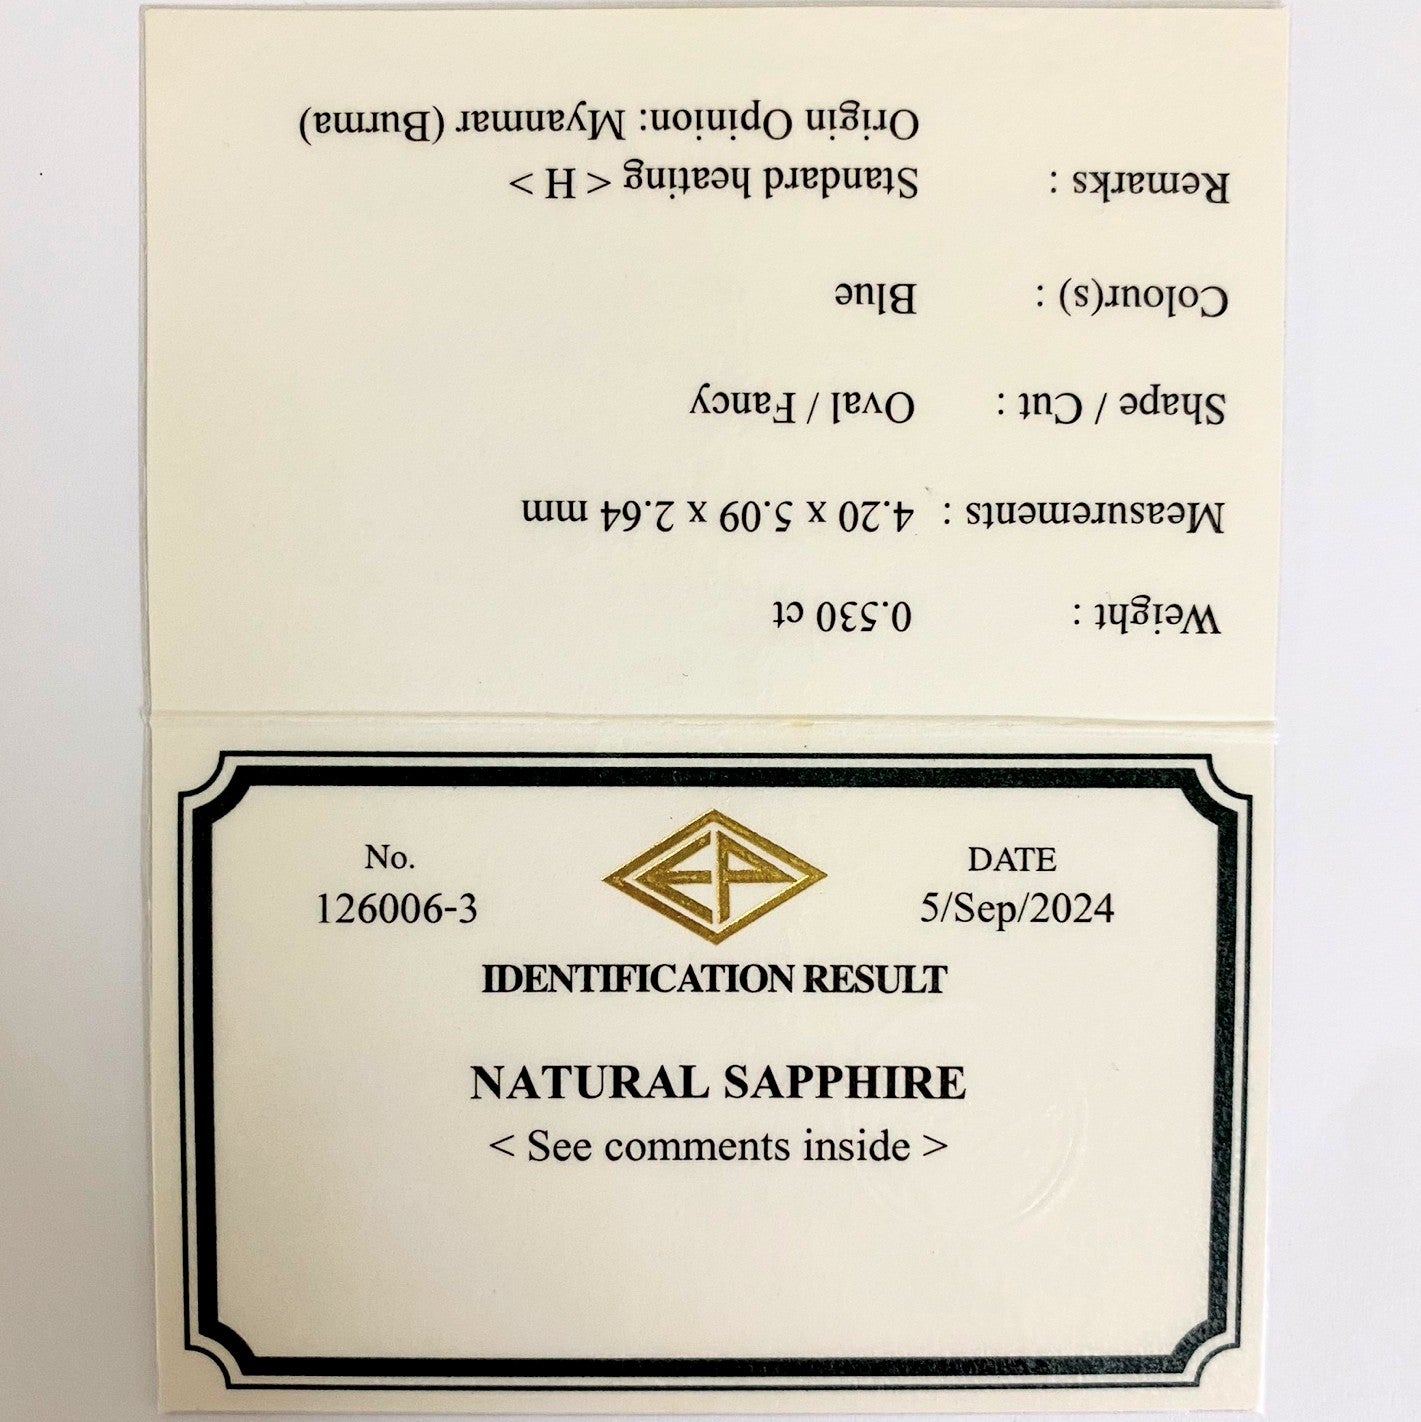 Weight : 0.530 ct
Measurements : 4.20 x 5.09 x 2.64 mm
Shape / Cut : Oval / Fancy
Colour(s) : Blue
Remarks : Standard heating < H >
Origin Opinion: Myanmar (Burma)
No.
126006-3
EP
DATE
5/Sep/2024
IDENTIFICATION RESULT
NATURAL SAPPHIRE
< See comments inside >